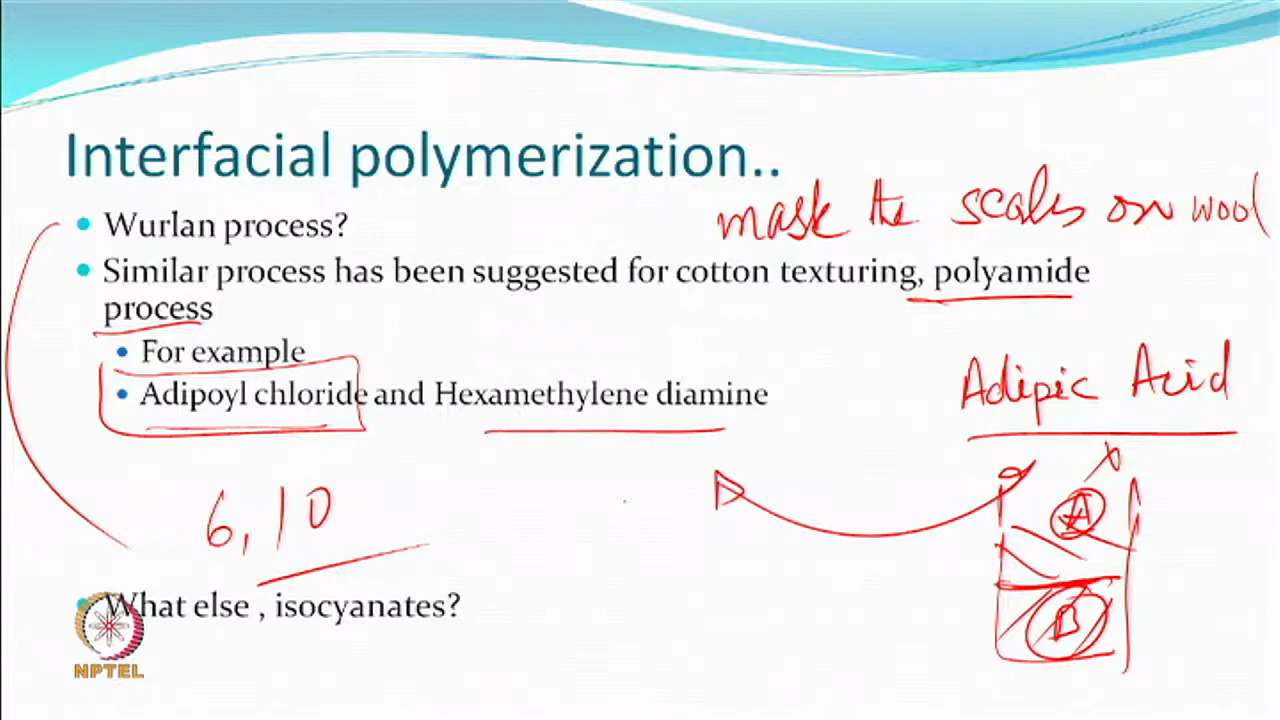 Interfacial polymerization..
mask the scales on wool
• Wurlan process?
• Similar process has been suggested for cotton texturing, polyamide
process
• For example
• Adipoyl chloride and Hexamethylene diamine
Adipic Acid
A
B
6,10
• What else , isocyanates?
NPTEL